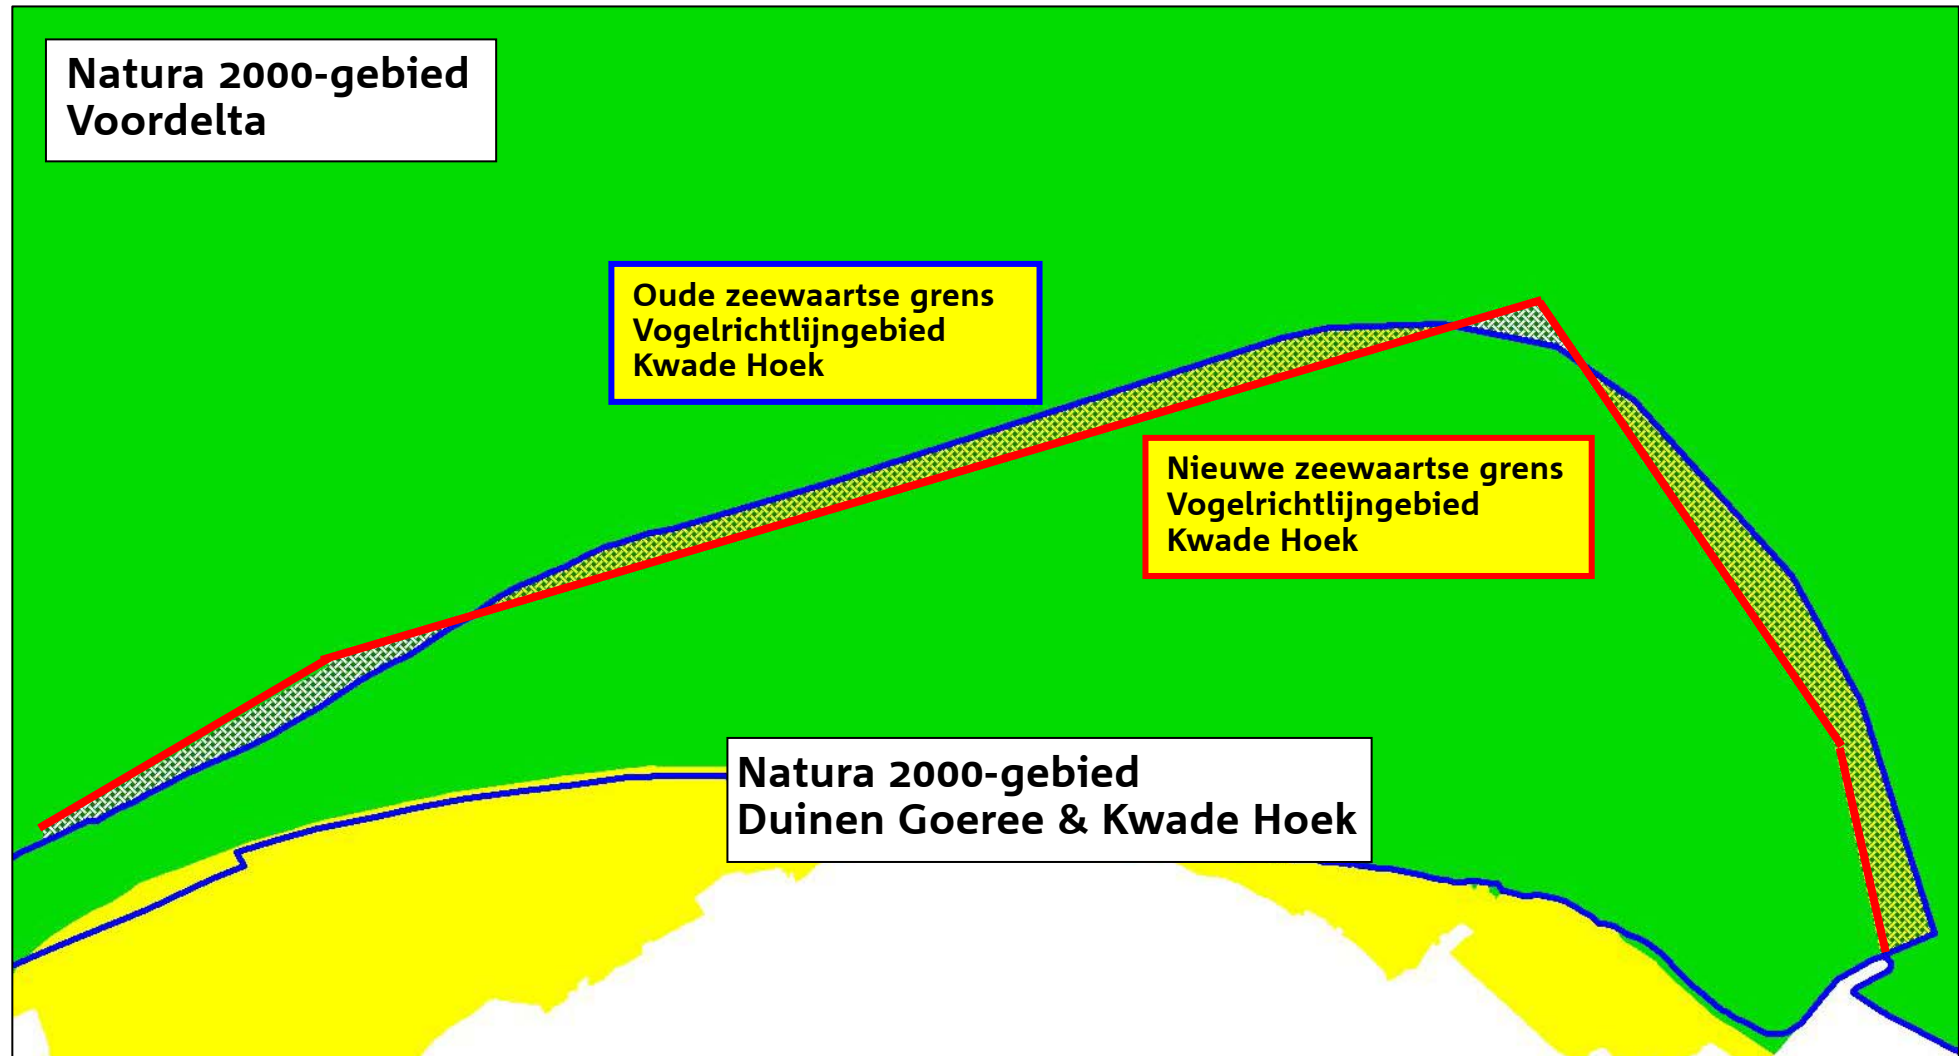 Natura 2000-gebied
Voordelta
Oude zeewaartse grens
Vogelrichtlijngebied
Kwade Hoek
Nieuwe zeewaartse grens
Vogelrichtlijngebied
Kwade Hoek
Natura 2000-gebied
Duinen Goeree & Kwade Hoek